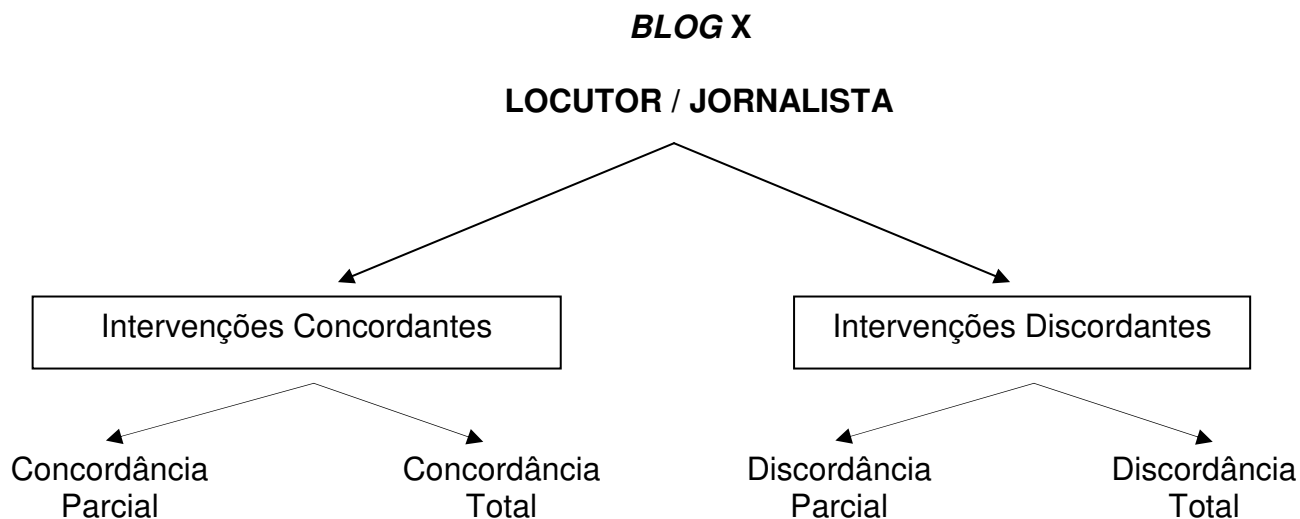 BLOG X
LOCUTOR / JORNALISTA
Intervenções Concordantes
Intervenções Discordantes
Concordância
Parcial
Concordância
Total
Discordância
Parcial
Discordância
Total